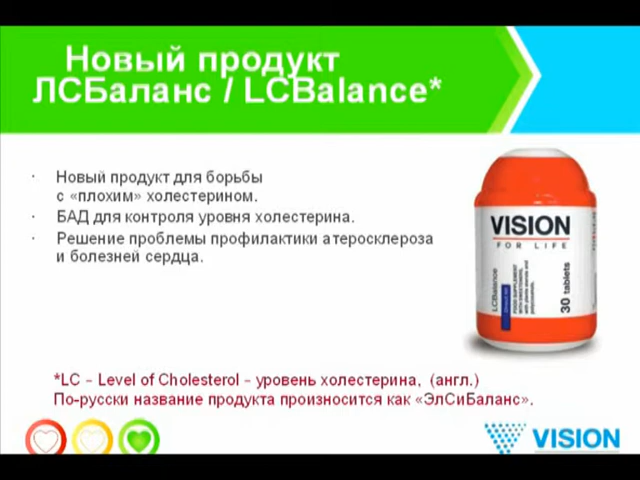 Новый продукт
ЛСБаланс / LCBalance*
· Новый продукт для борьбы
с «плохим» холестерином.
· БАД для контроля уровня холестерина.
· Решение проблемы профилактики атеросклероза
и болезней сердца.
VISION
FOR LIFE
LCBalance
30 tablets
*LC – Level of Cholesterol – уровень холестерина, (англ.)
По-русски название продукта произносится как «ЭлСиБаланс».
VISION